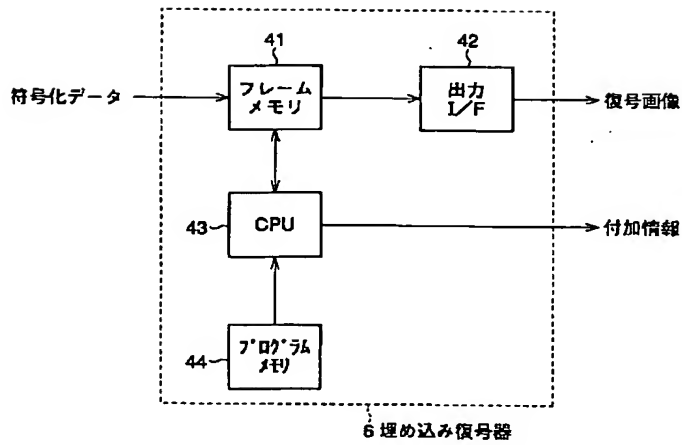 41
42
符号化データ
フレーム
メモリ
出力
I/F
復号画像
43
CPU
付加情報
44
プログラム
メモリ
6 埋め込み復号器